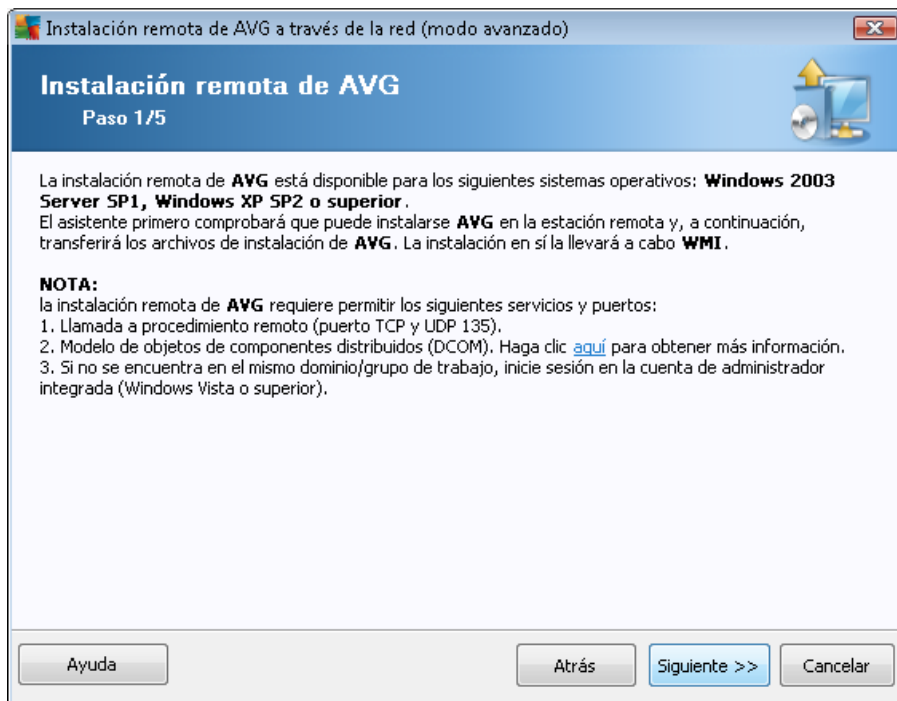 Instalación remota de AVG a través de la red (modo avanzado)
Instalación remota de AVG
Paso 1/5
La instalación remota de AVG está disponible para los siguientes sistemas operativos: Windows 2003
Server SP1, Windows XP SP2 o superior.
El asistente primero comprobará que puede instalarse AVG en la estación remota y, a continuación,
transferirá los archivos de instalación de AVG. La instalación en sí la llevará a cabo WMI.
NOTA:
la instalación remota de AVG requiere permitir los siguientes servicios y puertos:
1. Llamada a procedimiento remoto (puerto TCP y UDP 135).
2. Modelo de objetos de componentes distribuidos (DCOM). Haga clic aquí para obtener más información.
3. Si no se encuentra en el mismo dominio/grupo de trabajo, inicie sesión en la cuenta de administrador
integrada (Windows Vista o superior).
Ayuda
Atrás
Siguiente >>
Cancelar